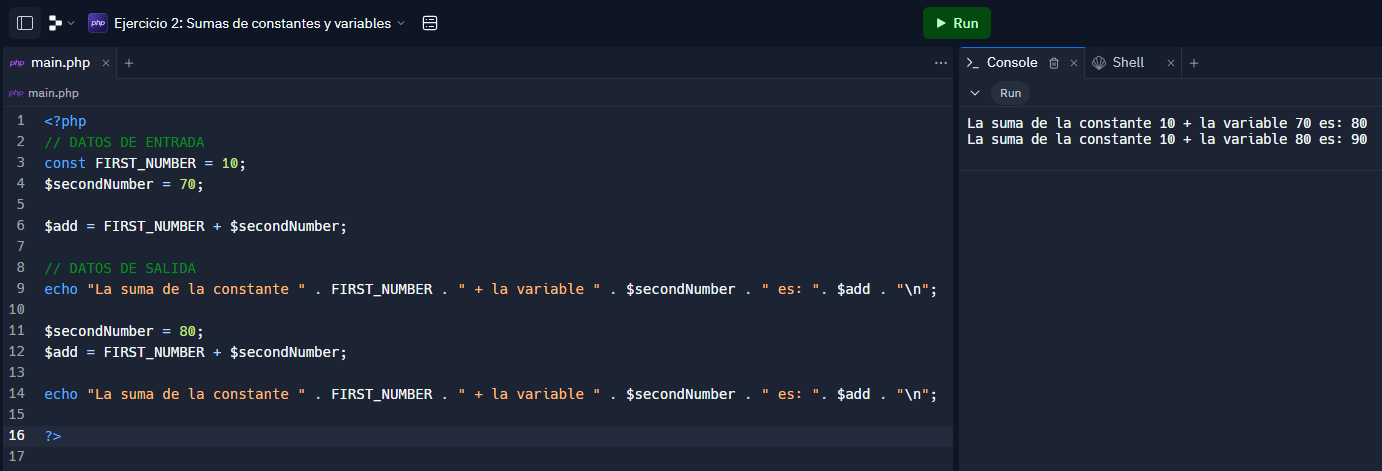 php Ejercicio 2: Sumas de constantes y variables
Run
php main.php
Console
Shell
php main.php
Run
1 <?php
2 // DATOS DE ENTRADA
3 const FIRST_NUMBER = 10;
4 $secondNumber = 70;
5
6 $add = FIRST_NUMBER + $secondNumber;
7
8 // DATOS DE SALIDA
9 echo "La suma de la constante " . FIRST_NUMBER . " + la variable " . $secondNumber . " es: ". $add . "\n";
10
11 $secondNumber = 80;
12 $add = FIRST_NUMBER + $secondNumber;
13
14 echo "La suma de la constante " . FIRST_NUMBER . " + la variable " . $secondNumber . " es: ". $add . "\n";
15
16 ?>
17
La suma de la constante 10 + la variable 70 es: 80
La suma de la constante 10 + la variable 80 es: 90